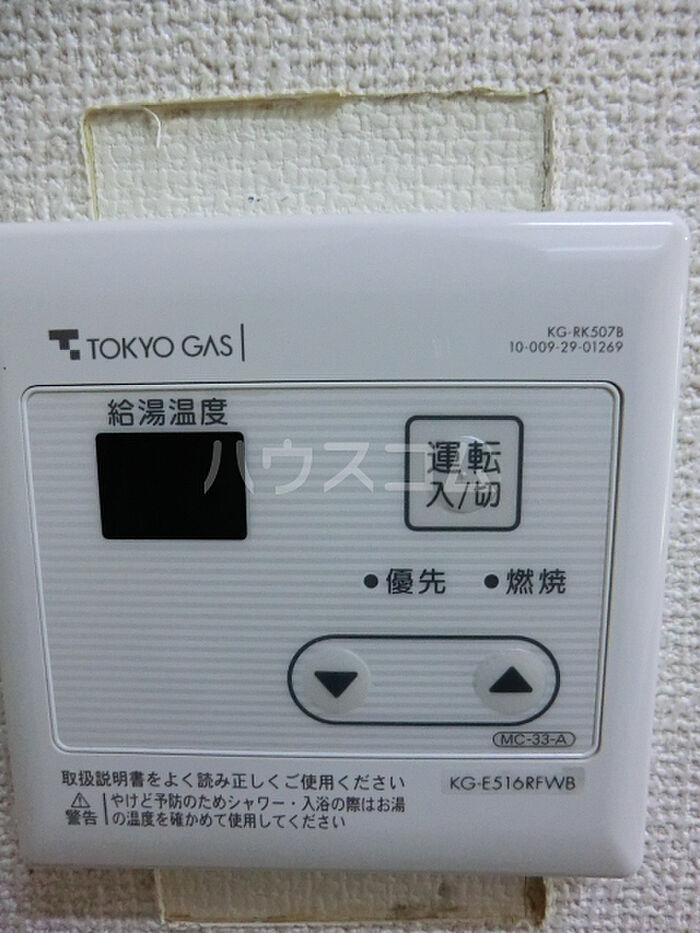 TOKYO GAS
KG-RK507B
10-009-29-01269
給湯温度
運転
入/切
ハウスコム
●優先 ●燃焼
▼ ▲
MC-33-A
取扱説明書をよく読み正しくご使用ください
KG-E516RFWB
⚠警告
やけど予防のためシャワー・入浴の際はお湯
の温度を確かめて使用してください